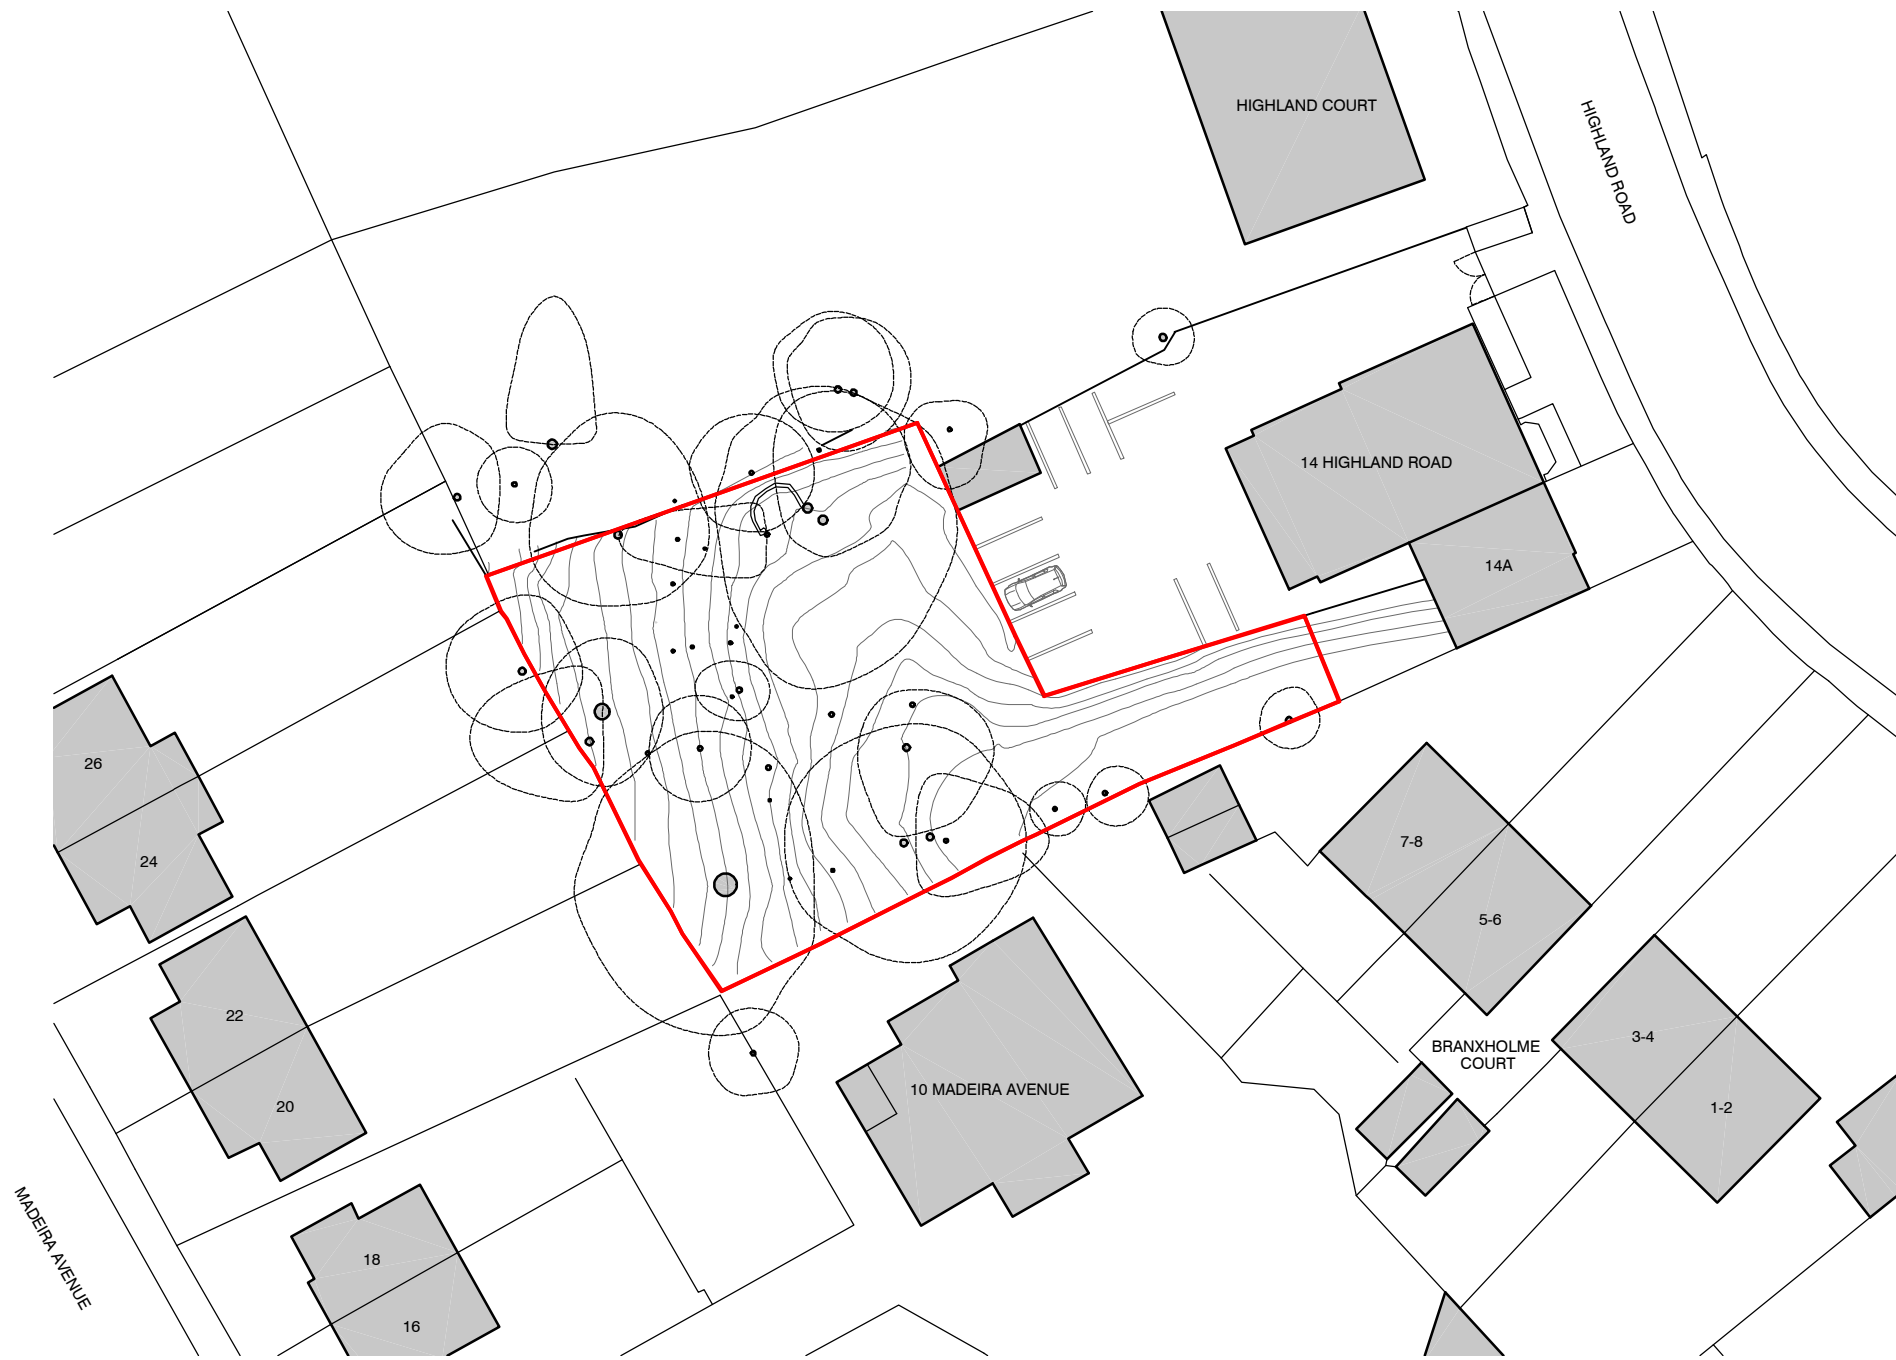 HIGHLAND COURT
HIGHLAND ROAD
14 HIGHLAND ROAD
14A
26
24
7-8
5-6
22
20
BRANXHOLME
COURT
3-4
1-2
10 MADEIRA AVENUE
MADEIRA AVENUE
18
16